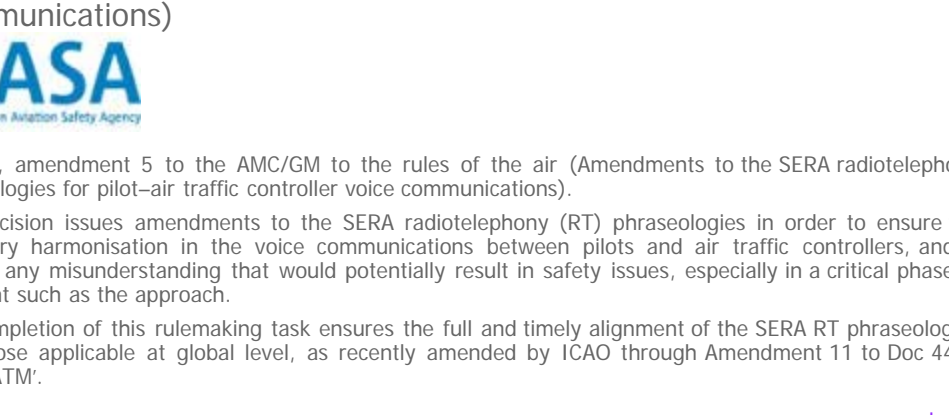 munications)
ASA
n Aviation Safety Agency
, amendment 5 to the AMC/GM to the rules of the air (Amendments to the SERA radiotelepho
logies for pilot–air traffic controller voice communications).
cision issues amendments to the SERA radiotelephony (RT) phraseologies in order to ensure
ry harmonisation in the voice communications between pilots and air traffic controllers, and
any misunderstanding that would potentially result in safety issues, especially in a critical phase
t such as the approach.
mpletion of this rulemaking task ensures the full and timely alignment of the SERA RT phraseolog
ose applicable at global level, as recently amended by ICAO through Amendment 11 to Doc 44
ATM’.